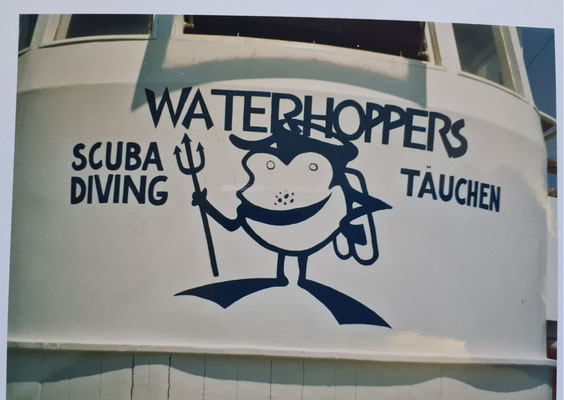 WATERHOPPERS
SCUBA
DIVING
TÄUCHEN